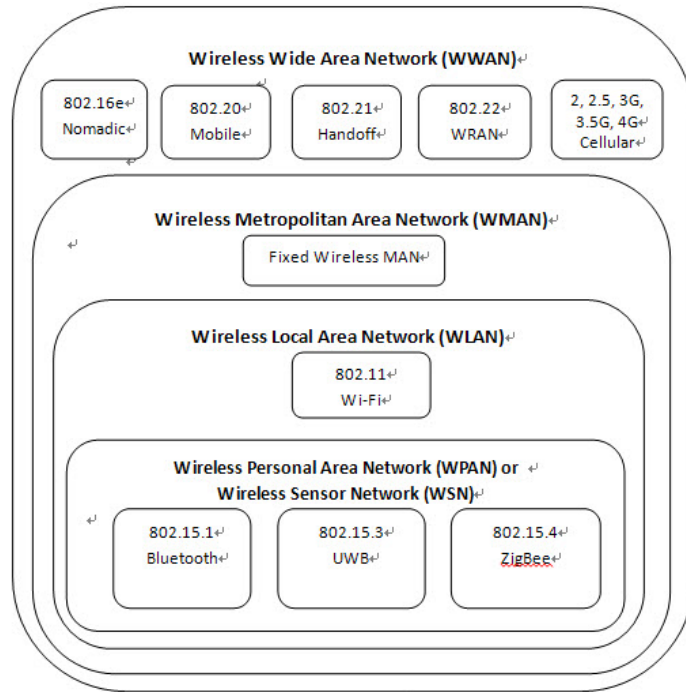 Wireless Wide Area Network (WWAN)
802.16e
Nomadic
802.20
Mobile
802.21
Handoff
802.22
WRAN
2, 2.5, 3G,
3.5G, 4G
Cellular
Wireless Metropolitan Area Network (WMAN)
Fixed Wireless MAN
Wireless Local Area Network (WLAN)
802.11
Wi-Fi
Wireless Personal Area Network (WPAN) or
Wireless Sensor Network (WSN)
802.15.1
Bluetooth
802.15.3
UWB
802.15.4
ZigBee